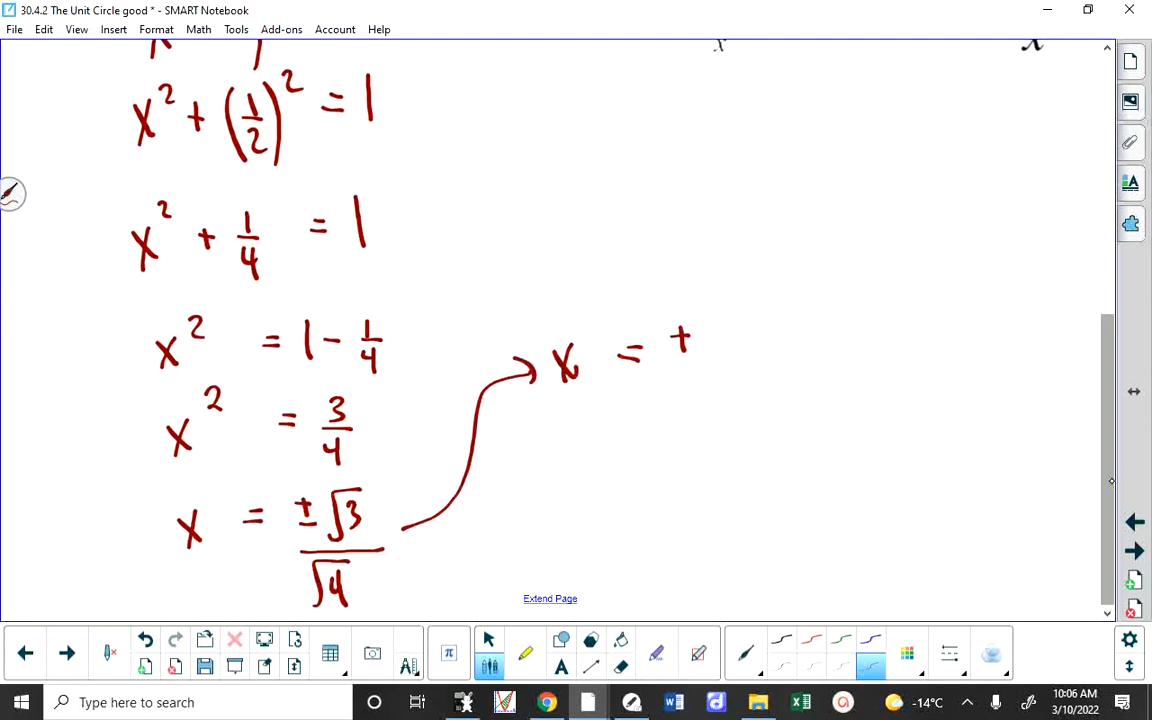 30.4.2 The Unit Circle good * - SMART Notebook
File Edit View Insert Format Math Tools Add-ons Account Help
x² + (1/2)² = 1
x² + 1/4 = 1
x² = 1 - 1/4
x² = 3/4
x = ±√3/√4
x = +
Extend Page
π
A
Type here to search
-14°C
10:06 AM
3/10/2022